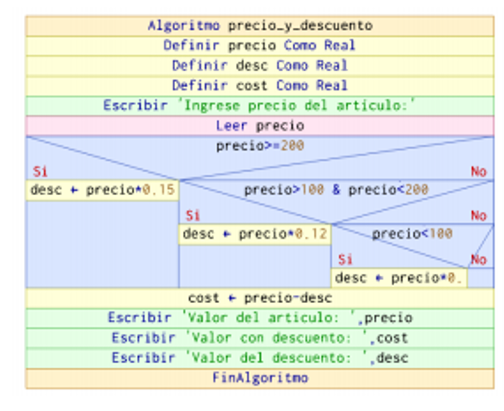 Algoritmo precio_y_descuento
Definir precio Como Real
Definir desc Como Real
Definir cost Como Real
Escribir 'Ingrese precio del articulo:'
Leer precio
precio>=200
Si No
desc ← precio*0.15 precio>100 & precio<200
Si No
desc ← precio*0.12 precio<100
Si No
desc ← precio*0.
cost ← precio-desc
Escribir 'Valor del articulo: ',precio
Escribir 'Valor con descuento: ',cost
Escribir 'Valor del descuento: ',desc
FinAlgoritmo